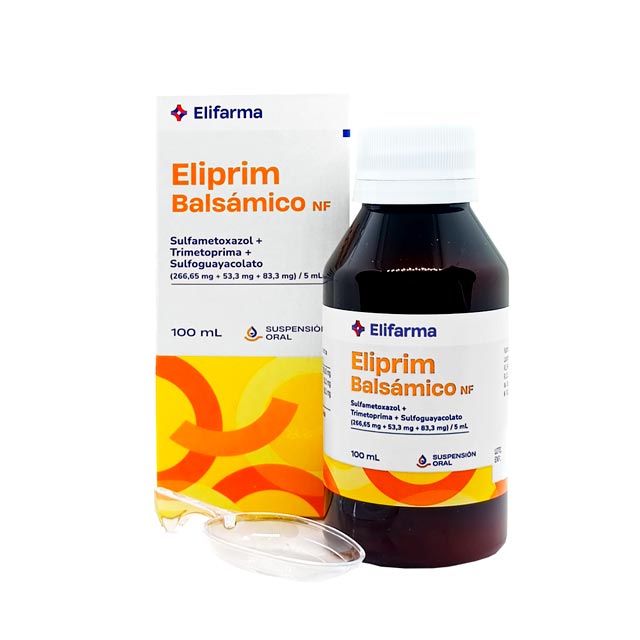 Elifarma
Eliprim
Balsámico NF
Sulfametoxazol +
Trimetoprima +
Sulfoguayacolato
(266,65 mg + 53,3 mg + 83,3 mg) / 5 mL
100 mL
SUSPENSIÓN
ORAL
Elifarma
Eliprim
Balsámico NF
Sulfametoxazol +
Trimetoprima + Sulfoguayacolato
(266,65 mg + 53,3 mg + 83,3 mg) / 5 mL
100 mL
SUSPENSIÓN
ORAL